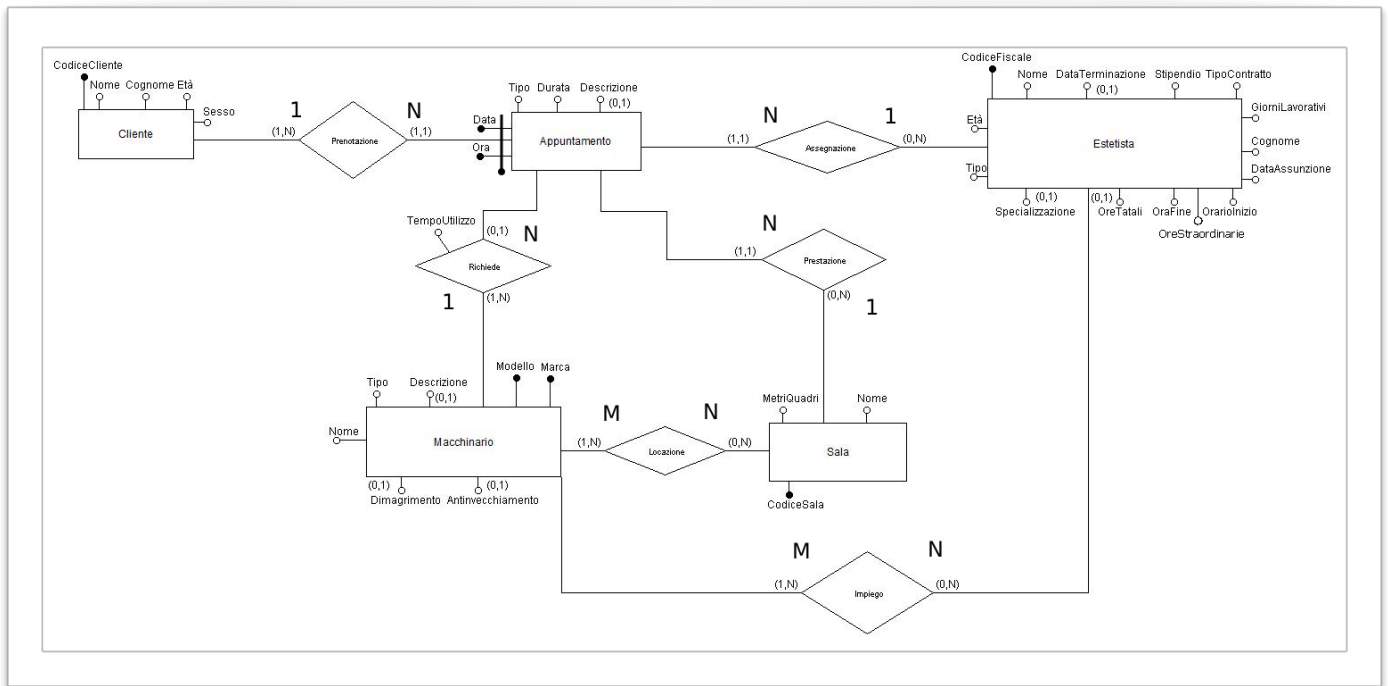 CodiceCliente
Nome Cognome Età
Sesso
Cliente
1
(1,N)
Prenotazione
N
(1,1)
Tipo Durata Descrizione
(0,1)
Data
Ora
Appuntamento
N
(1,1)
Assegnazione
1
(0,N)
CodiceFiscale
Nome DataTerminazione Stipendio TipoContratto
(0,1)
GiorniLavorativi
Età
Estetista
Cognome
Tipo
DataAssunzione
(0,1) (0,1)
Specializzazione OreTatali OraFine OrarioInizio
OreStraordinarie
TempoUtilizzo
(0,1)
N
Richiede
1
(1,N)
N
(1,1)
Prestazione
(0,N)
1
Modello Marca
Tipo Descrizione
(0,1)
Nome
Macchinario
(0,1) (0,1)
Dimagrimento Antinvecchiamento
M
(1,N)
Locazione
N
(0,N)
MetriQuadri Nome
Sala
CodiceSala
M
(1,N)
Impiego
N
(0,N)